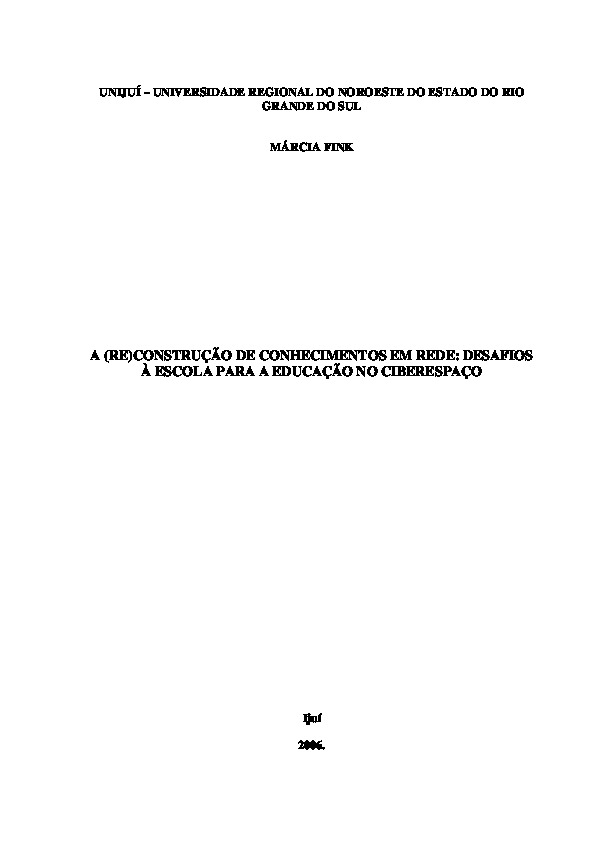 UNIJUÍ – UNIVERSIDADE REGIONAL DO NOROESTE DO ESTADO DO RIO
GRANDE DO SUL
MÁRCIA FINK
A (RE)CONSTRUÇÃO DE CONHECIMENTOS EM REDE: DESAFIOS
À ESCOLA PARA A EDUCAÇÃO NO CIBERESPAÇO
Ijuí
2006.